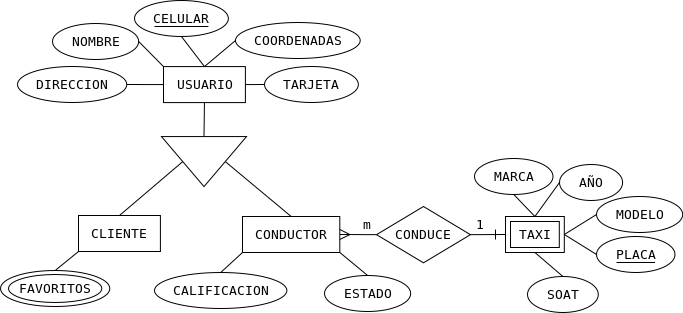 CELULAR
NOMBRE
COORDENADAS
DIRECCION
USUARIO
TARJETA
MARCA
AÑO
MODELO
CLIENTE
CONDUCTOR
m
CONDUCE
1
TAXI
PLACA
FAVORITOS
CALIFICACION
ESTADO
SOAT